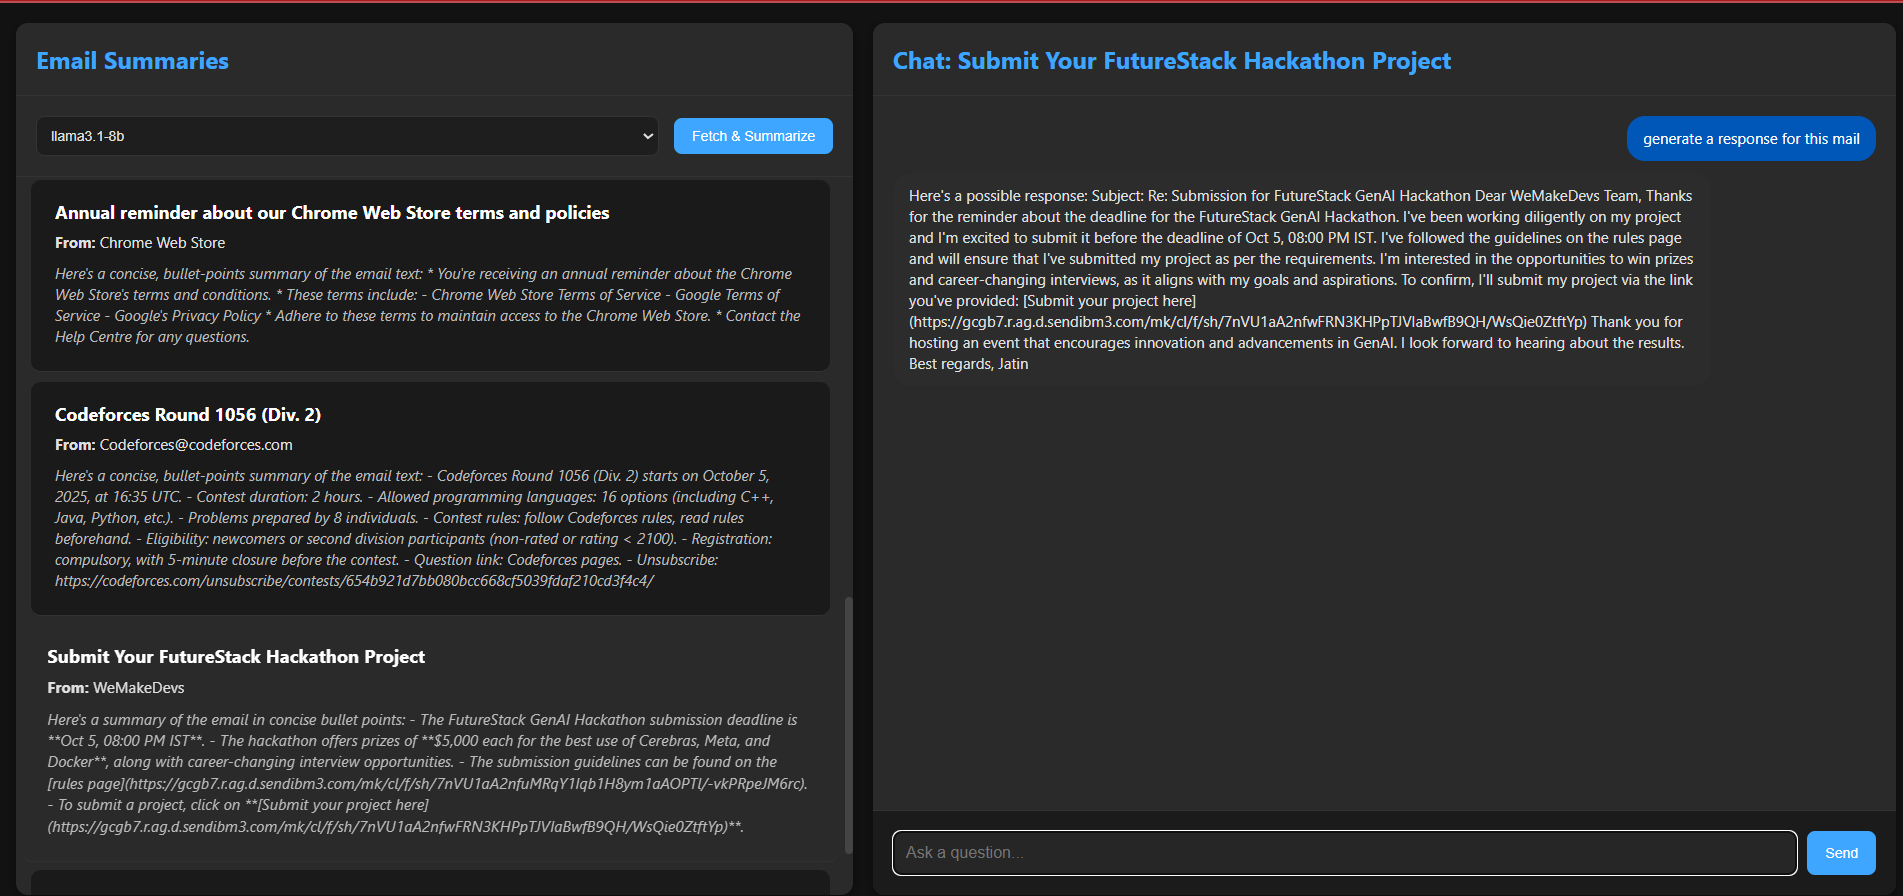 Email Summaries
llama3.1-8b
Fetch & Summarize
Annual reminder about our Chrome Web Store terms and policies
From: Chrome Web Store
Here's a concise, bullet-points summary of the email text: * You're receiving an annual reminder about the Chrome
Web Store's terms and conditions. * These terms include: - Chrome Web Store Terms of Service - Google Terms of
Service - Google's Privacy Policy * Adhere to these terms to maintain access to the Chrome Web Store. * Contact the
Help Centre for any questions.
Codeforces Round 1056 (Div. 2)
From: Codeforces@codeforces.com
Here's a concise, bullet-points summary of the email text: - Codeforces Round 1056 (Div. 2) starts on October 5,
2025, at 16:35 UTC. - Contest duration: 2 hours. - Allowed programming languages: 16 options (including C++,
Java, Python, etc.). - Problems prepared by 8 individuals. - Contest rules: follow Codeforces rules, read rules
beforehand. - Eligibility: newcomers or second division participants (non-rated or rating < 2100). - Registration:
compulsory, with 5-minute closure before the contest. - Question link: Codeforces pages. - Unsubscribe:
https://codeforces.com/unsubscribe/contests/654b921d7bb080bcc668cf5039fdaf210cd3f4c4/
Submit Your FutureStack Hackathon Project
From: WeMakeDevs
Here's a summary of the email in concise bullet points: - The FutureStack GenAI Hackathon submission deadline is
**Oct 5, 08:00 PM IST**. - The hackathon offers prizes of **$5,000 each for the best use of Cerebras, Meta, and
Docker**, along with career-changing interview opportunities. - The submission guidelines can be found on the
[rules page](https://gcgb7.r.ag.d.sendibm3.com/mk/cl/f/sh/7nVU1aA2nfuMRqY1Iqb1H8ym1aAOPTl/-vkPRpeJM6rc).
- To submit a project, click on **[Submit your project here]
(https://gcgb7.r.ag.d.sendibm3.com/mk/cl/f/sh/7nVU1aA2nfwFRN3KHPpTJVIaBwfB9QH/WsQie0ZtftYp)**.
Chat: Submit Your FutureStack Hackathon Project
generate a response for this mail
Here's a possible response: Subject: Re: Submission for FutureStack GenAI Hackathon Dear WeMakeDevs Team, Thanks
for the reminder about the deadline for the FutureStack GenAI Hackathon. I've been working diligently on my project
and I'm excited to submit it before the deadline of Oct 5, 08:00 PM IST. I've followed the guidelines on the rules page
and will ensure that I've submitted my project as per the requirements. I'm interested in the opportunities to win prizes
and career-changing interviews, as it aligns with my goals and aspirations. To confirm, I'll submit my project via the link
you've provided: [Submit your project here]
(https://gcgb7.r.ag.d.sendibm3.com/mk/cl/f/sh/7nVU1aA2nfwFRN3KHPpTJVIaBwfB9QH/WsQie0ZtftYp) Thank you for
hosting an event that encourages innovation and advancements in GenAI. I look forward to hearing about the results.
Best regards, Jatin
Ask a question...
Send